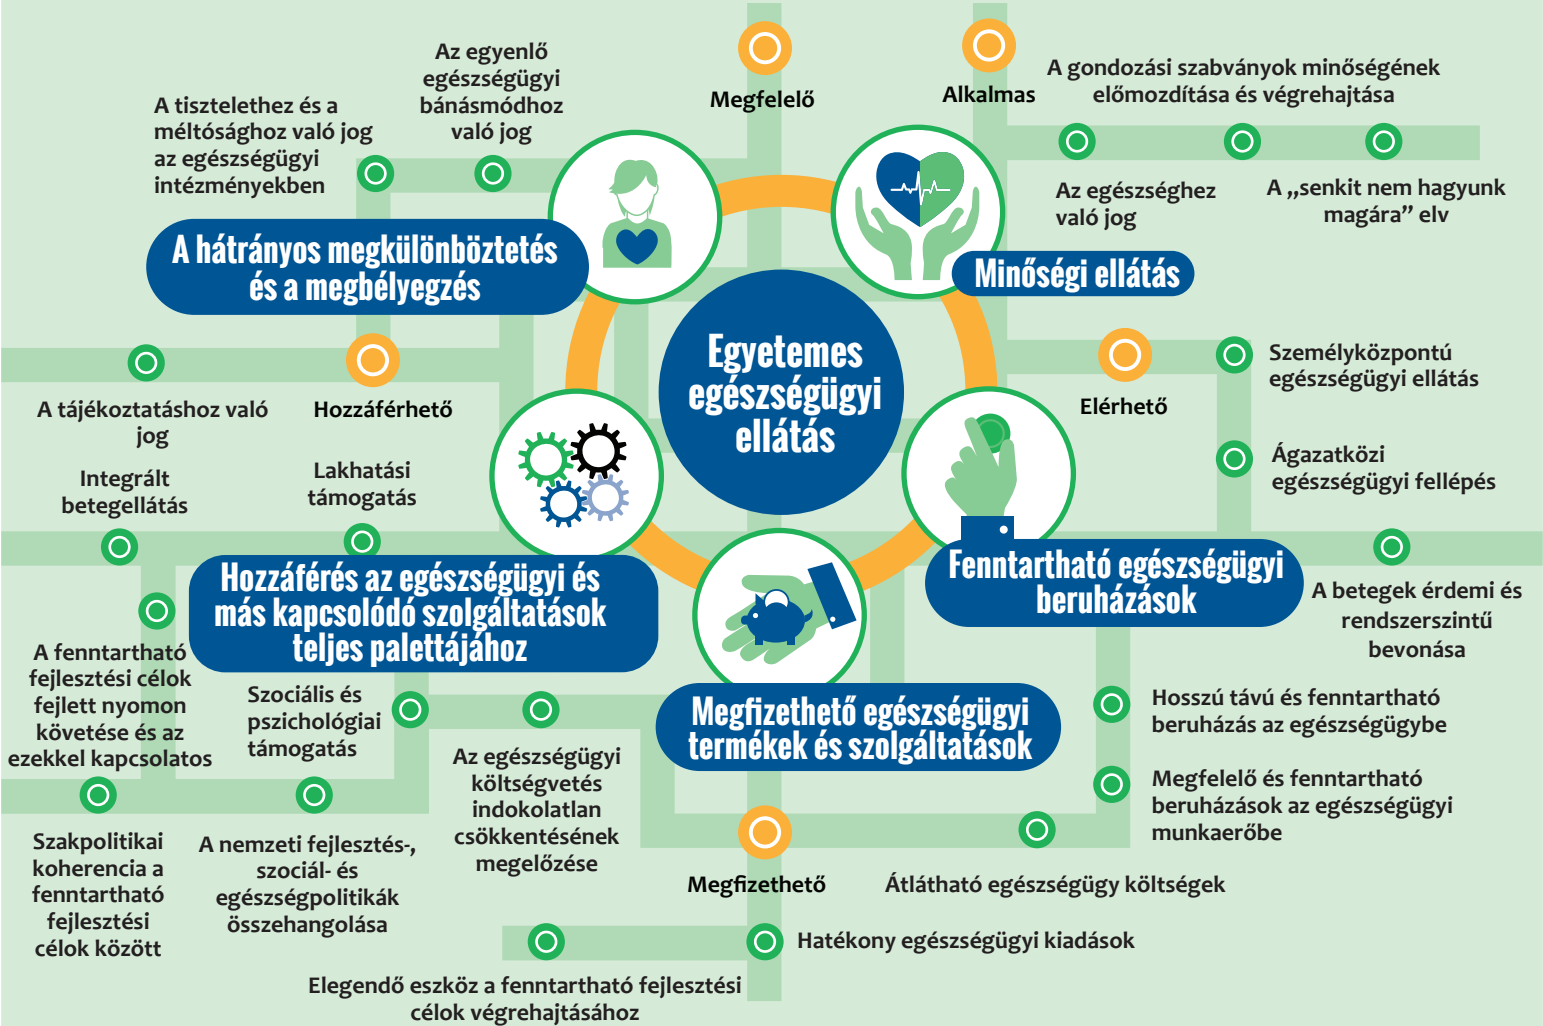 Az egyenlő
egészségügyi
bánásmódhoz
való jog
A tisztelethez és a
méltósághoz való jog
az egészségügyi
intézményekben
Megfelelő
Alkalmas
A gondozási szabványok minőségének
előmozdítása és végrehajtása
Az egészséghez
való jog
A „senkit nem hagyunk
magára” elv
A hátrányos megkülönböztetés
és a megbélyegzés
Minőségi ellátás
Egyetemes
egészségügyi
ellátás
Személyközpontú
egészségügyi ellátás
Elérhető
A tájékoztatáshoz való
jog
Hozzáférhető
Ágazatközi
egészségügyi fellépés
Integrált
betegellátás
Lakhatási
támogatás
Hozzáférés az egészségügyi és
más kapcsolódó szolgáltatások
teljes palettájához
Fenntartható egészségügyi
beruházások
A betegek érdemi és
rendszerszintű
bevonása
A fenntartható
fejlesztési célok
fejlett nyomon
követése és az
ezekkel kapcsolatos
Szociális és
pszichológiai
támogatás
Megfizethető egészségügyi
termékek és szolgáltatások
Hosszú távú és fenntartható
beruházás az egészségügybe
Az egészségügyi
költségvetés
indokolatlan
csökkentésének
megelőzése
Megfelelő és fenntartható
beruházások az egészségügyi
munkaerőbe
Szakpolitikai
koherencia a
fenntartható
fejlesztési
célok között
A nemzeti fejlesztés-,
szociál- és
egészségpolitikák
összehangolása
Megfizethető
Átlátható egészségügy költségek
Hatékony egészségügyi kiadások
Elegendő eszköz a fenntartható fejlesztési
célok végrehajtásához